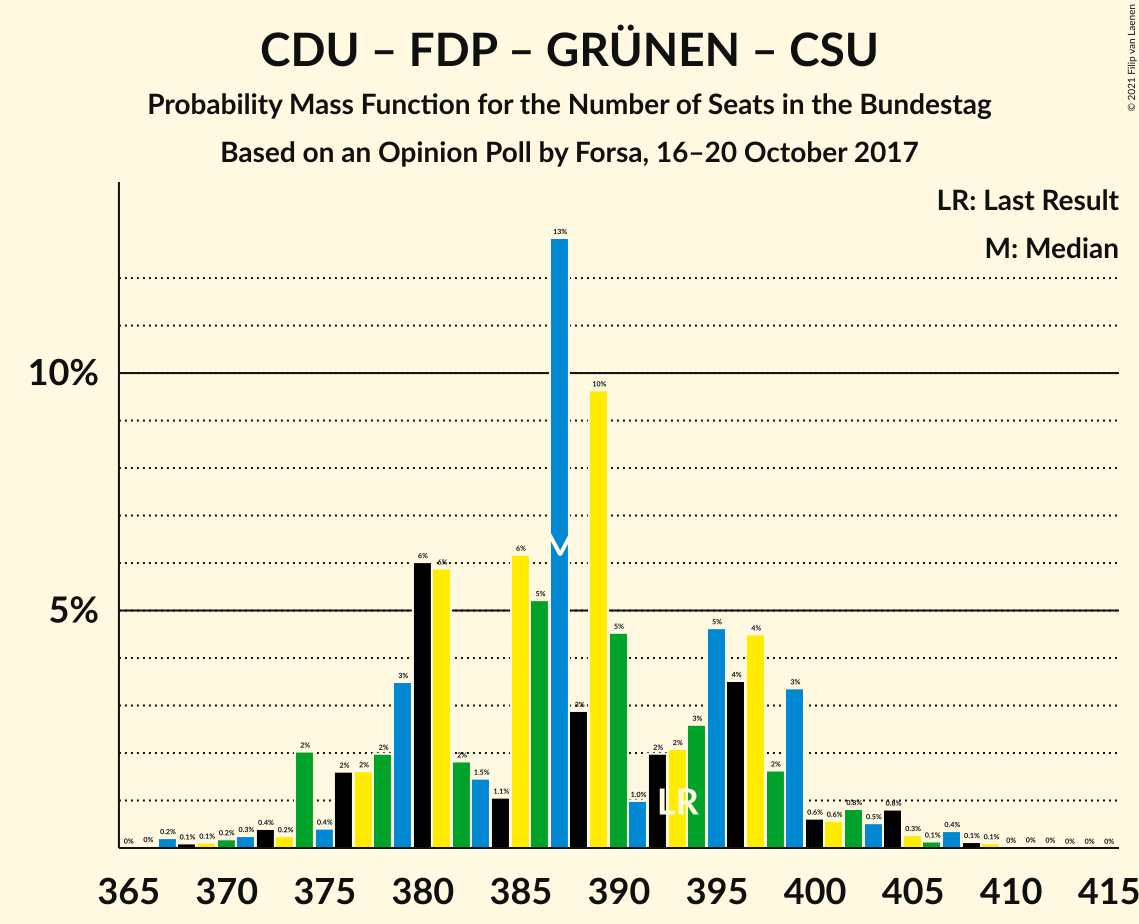 CDU – FDP – GRÜNEN – CSU
Probability Mass Function for the Number of Seats in the Bundestag
Based on an Opinion Poll by Forsa, 16–20 October 2017
© 2021 Filip van Laenen
LR: Last Result
M: Median
10%
5%
0% 0% 0.2% 0.1% 0.1% 0.2% 0.3% 0.4% 0.2% 2% 0.4% 2% 2% 2% 3% 6% 6% 2% 1.5% 1.1% 6% 5% 13% 3% 10% 5% 1.0% 2% 2% 3% 5% 4% 4% 2% 3% 0.6% 0.6% 0.8% 0.5% 0.8% 0.3% 0.1% 0.4% 0.1% 0.1% 0% 0% 0% 0% 0% 0%
M
LR
365 370 375 380 385 390 395 400 405 410 415